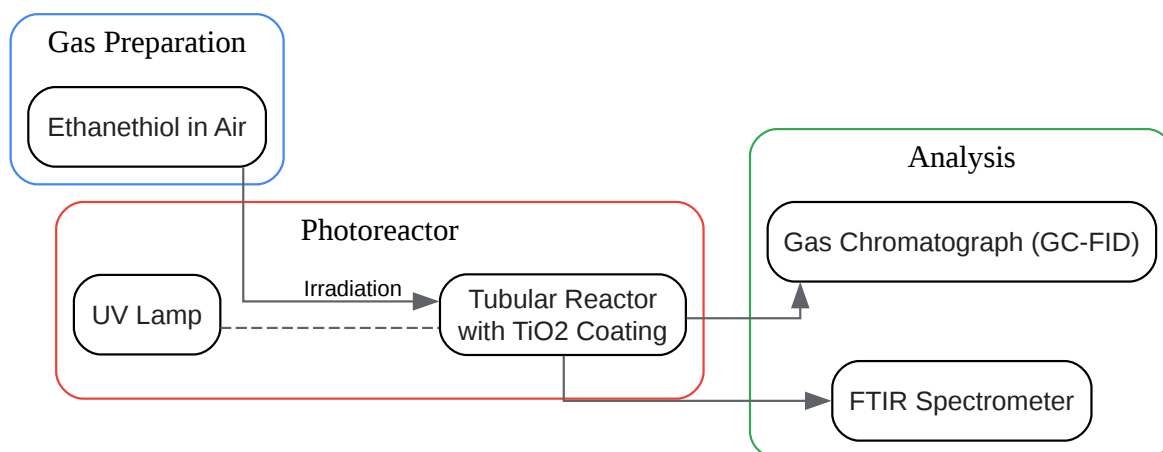 Gas Preparation
Ethanethiol in Air
Analysis
Photoreactor
Gas Chromatograph (GC-FID)
Irradiation
UV Lamp
Tubular Reactor
with TiO2 Coating
FTIR Spectrometer